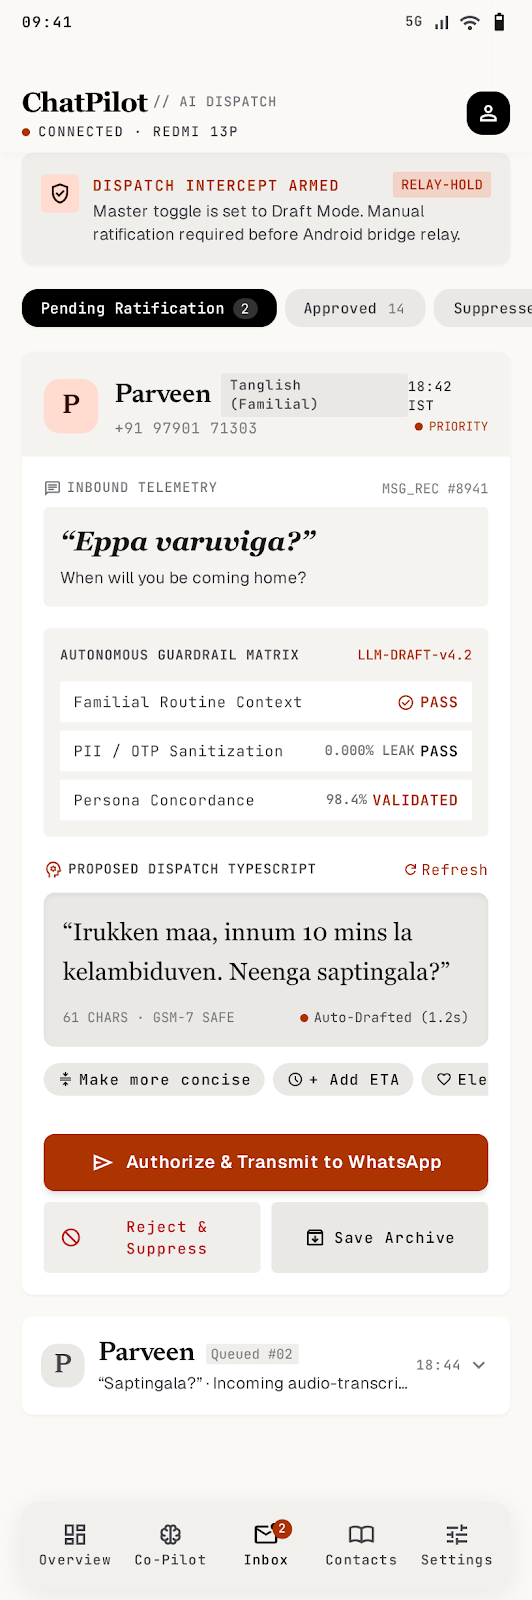 09:41
5G
ChatPilot // AI DISPATCH
CONNECTED · REDMI 13P
DISPATCH INTERCEPT ARMED
RELAY-HOLD
Master toggle is set to Draft Mode. Manual
ratification required before Android bridge relay.
Pending Ratification 2
Approved 14
Suppresse
P
Parveen
Tanglish
(Familial)
18:42
IST
+91 97901 71303
PRIORITY
INBOUND TELEMETRY
MSG_REC #8941
“Eppa varuviga?”
When will you be coming home?
AUTONOMOUS GUARDRAIL MATRIX
LLM-DRAFT-v4.2
Familial Routine Context
PASS
PII / OTP Sanitization
0.000% LEAK PASS
Persona Concordance
98.4% VALIDATED
PROPOSED DISPATCH TYPESCRIPT
Refresh
“Irukken maa, innum 10 mins la
kelambiduven. Neenga saptingala?”
61 CHARS · GSM-7 SAFE
Auto-Drafted (1.2s)
Make more concise
+ Add ETA
Ele
Authorize & Transmit to WhatsApp
Reject &
Suppress
Save Archive
P
Parveen
Queued #02
18:44
“Saptingala?” · Incoming audio-transcri…
2
Overview
Co-Pilot
Inbox
Contacts
Settings